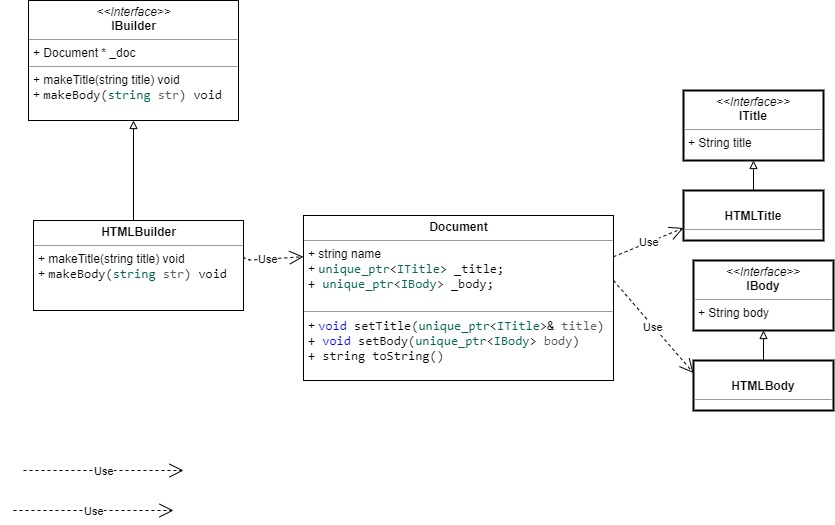 <<Interface>>
IBuilder
+ Document * _doc
+ makeTitle(string title) void
+ makeBody(string str) void
HTMLBuilder
+ makeTitle(string title) void
+ makeBody(string str) void
Use
Document
+ string name
+ unique_ptr<ITitle> _title;
+ unique_ptr<IBody> _body;
+ void setTitle(unique_ptr<ITitle>& title)
+ void setBody(unique_ptr<IBody> body)
+ string toString()
Use
Use
<<Interface>>
ITitle
+ String title
HTMLTitle
<<Interface>>
IBody
+ String body
HTMLBody
Use
Use